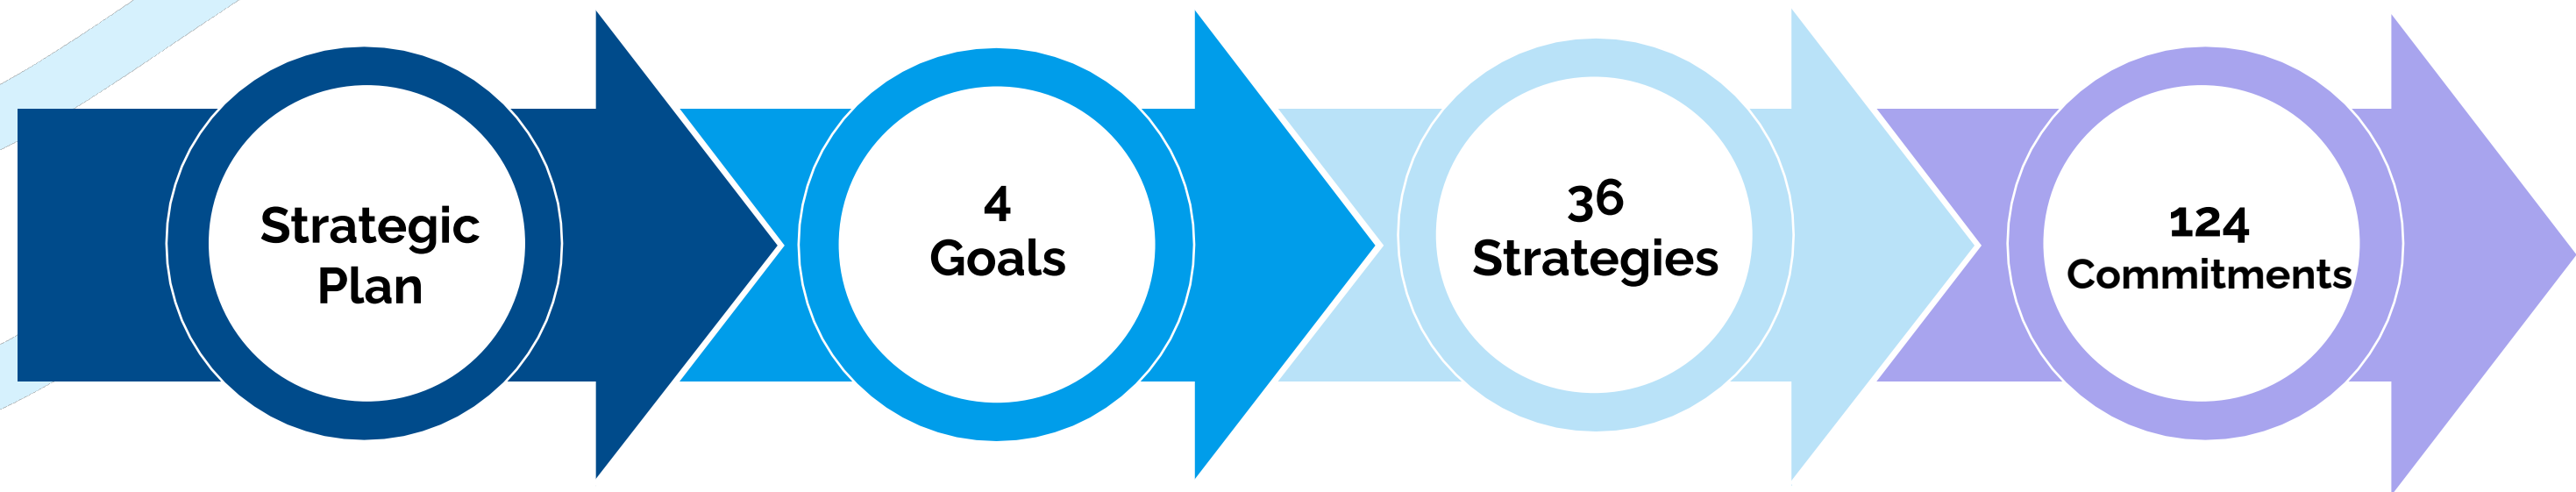 Strategic
Plan
4
Goals
36
Strategies
124
Commitments